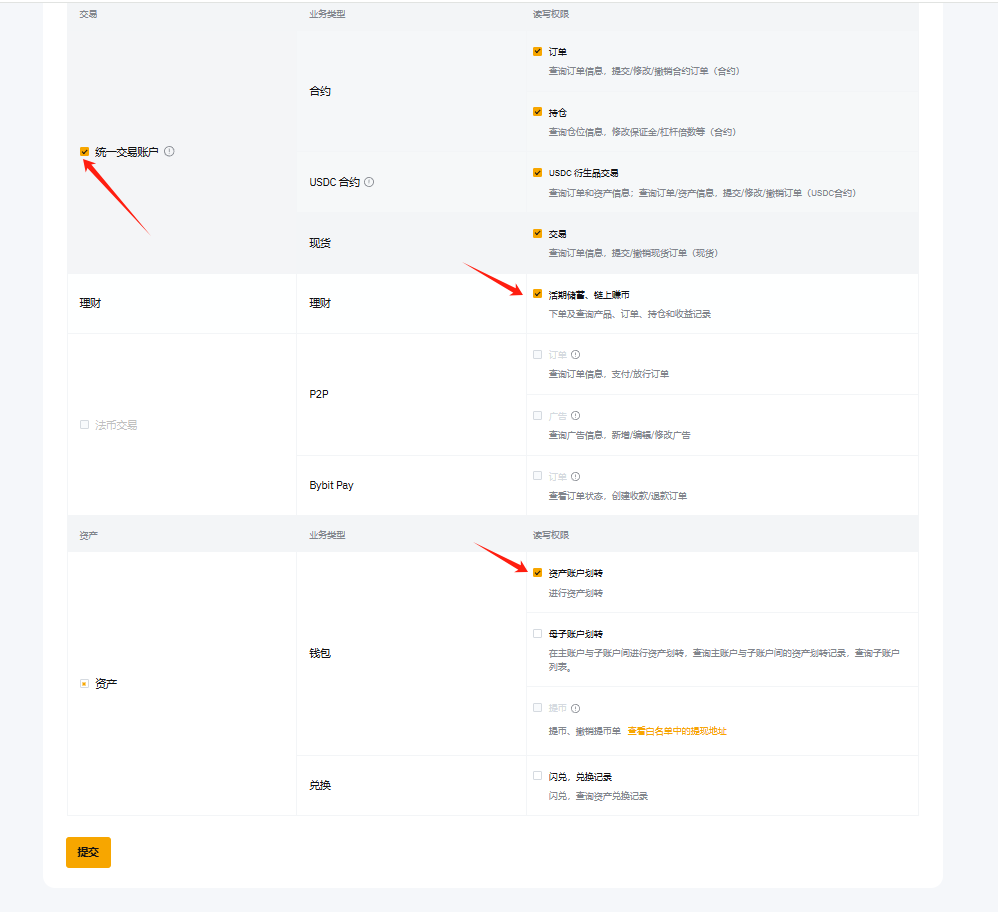 交易 业务类型 读写权限
统一交易账户
合约
订单
查询订单信息，提交/修改/撤销合约订单（合约）
持仓
查询仓位信息，修改保证金/杠杆倍数等（合约）
USDC 合约
USDC 衍生品交易
查询订单和资产信息；查询订单/资产信息，提交/修改/撤销订单（USDC合约）
现货
交易
查询订单信息，提交/撤销现货订单（现货）
理财
理财
活期储蓄、链上赚币
下单及查询产品、订单、持仓和收益记录
法币交易
P2P
订单
查询订单信息，支付/放行订单
广告
查询广告信息，新增/编辑/修改广告
Bybit Pay
订单
查看订单状态，创建收款/退款订单
资产 业务类型 读写权限
资产
钱包
资产账户划转
进行资产划转
母子账户划转
在主账户与子账户间进行资产划转，查询主账户与子账户间的资产划转记录，查询子账户
列表。
提币
提币、撤销提币单 查看白名单中的提现地址
兑换
闪兑，兑换记录
闪兑，查询资产兑换记录
提交